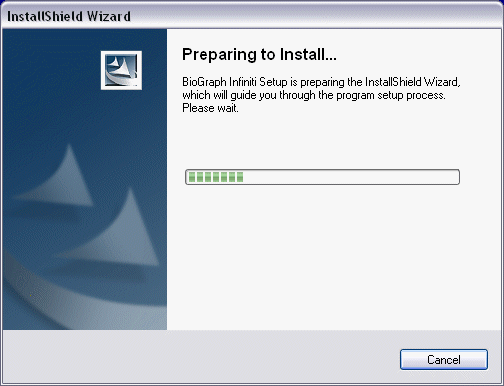 InstallShield Wizard
Preparing to Install...
BioGraph Infiniti Setup is preparing the InstallShield Wizard,
which will guide you through the program setup process.
Please wait.
Cancel